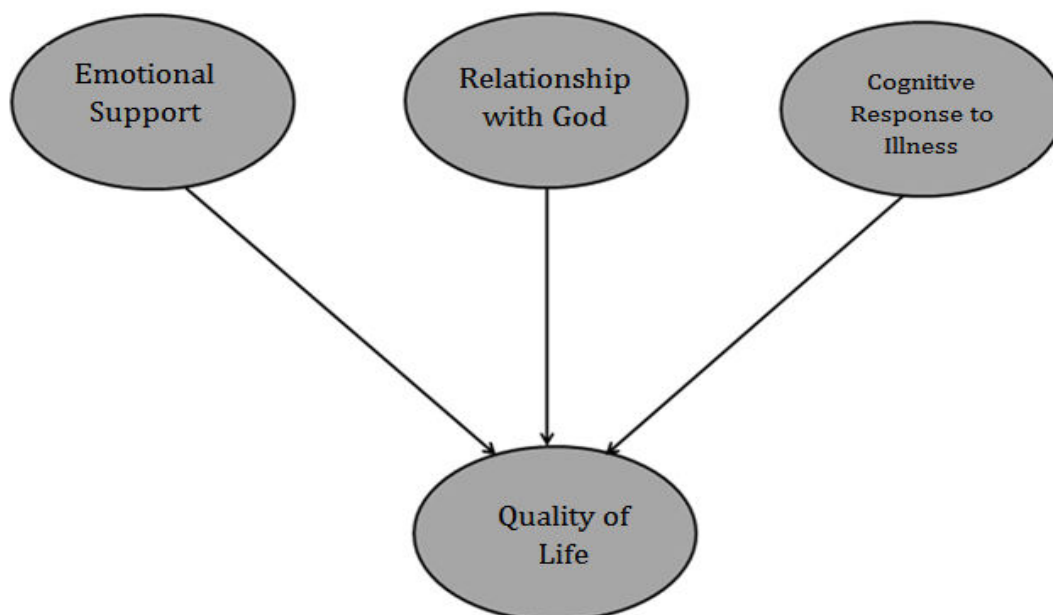 Emotional
Support
Relationship
with God
Cognitive
Response to
Illness
Quality of
Life